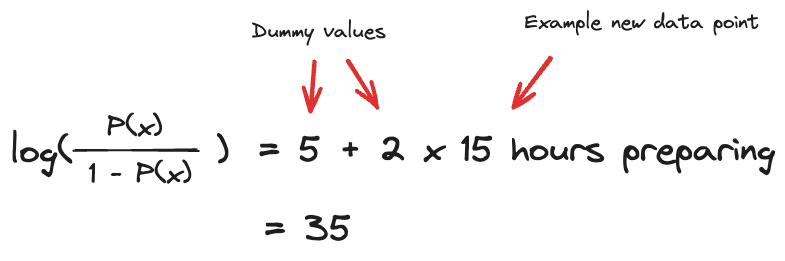 Dummy values
Example new data point
log( P(x) / 1 - P(x) ) = 5 + 2 x 15 hours preparing
= 35